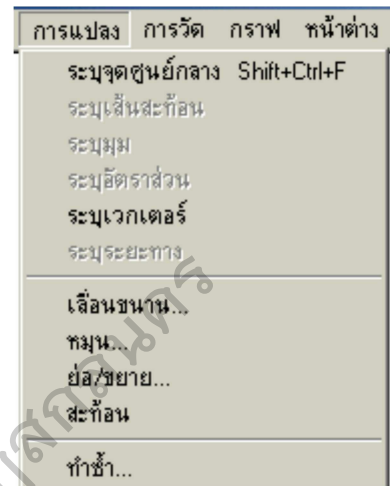 การแปลง การวัด กราฟ หน้าต่าง
ระบุจุดศูนย์กลาง Shift+Ctrl+F
ระบุเส้นสะท้อน
ระบุมุม
ระบุอัตราส่วน
ระบุเวกเตอร์
ระบุระยะทาง
เลื่อนขนาน...
หมุน...
ย่อ/ขยาย...
สะท้อน
ทำซ้ำ...